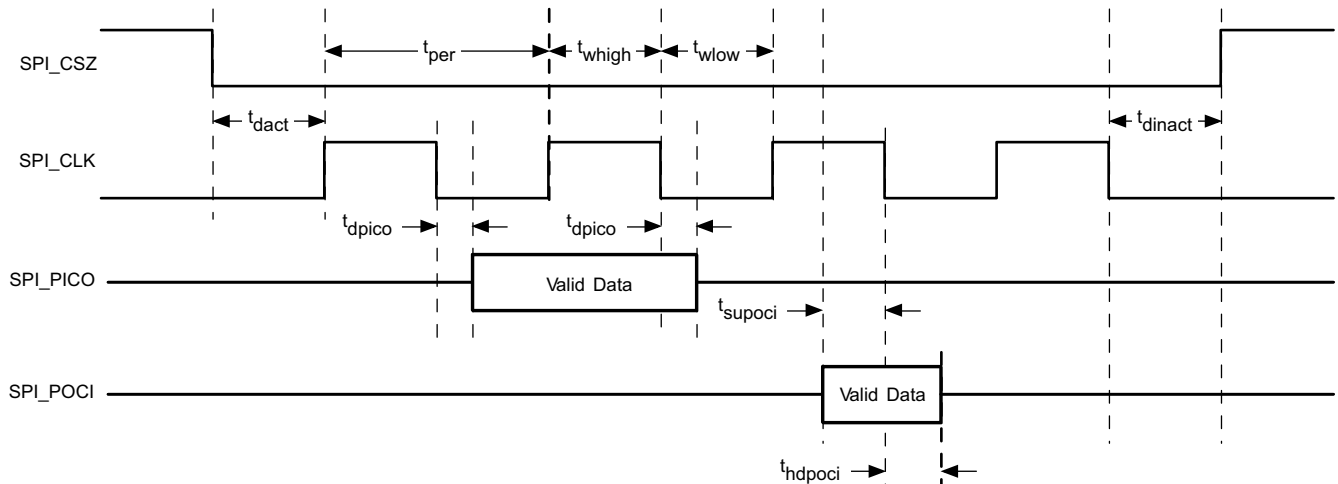 t_per
t_whigh
t_wlow
SPI_CSZ
t_dact
t_dinact
SPI_CLK
t_dpico
t_dpico
SPI_PICO
Valid Data
t_supoci
SPI_POCI
Valid Data
t_hdpoci